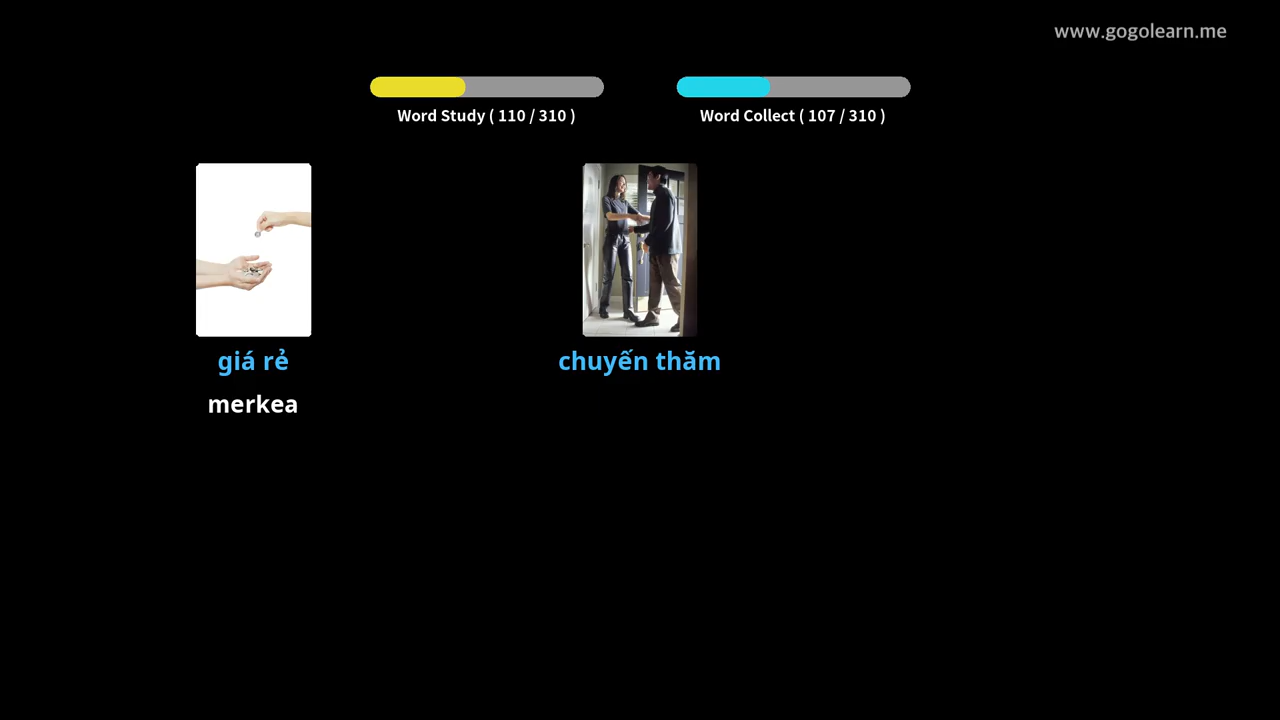 www.gogolearn.me
Word Study ( 110 / 310 )
Word Collect ( 107 / 310 )
giá rẻ
merkea
chuyến thăm